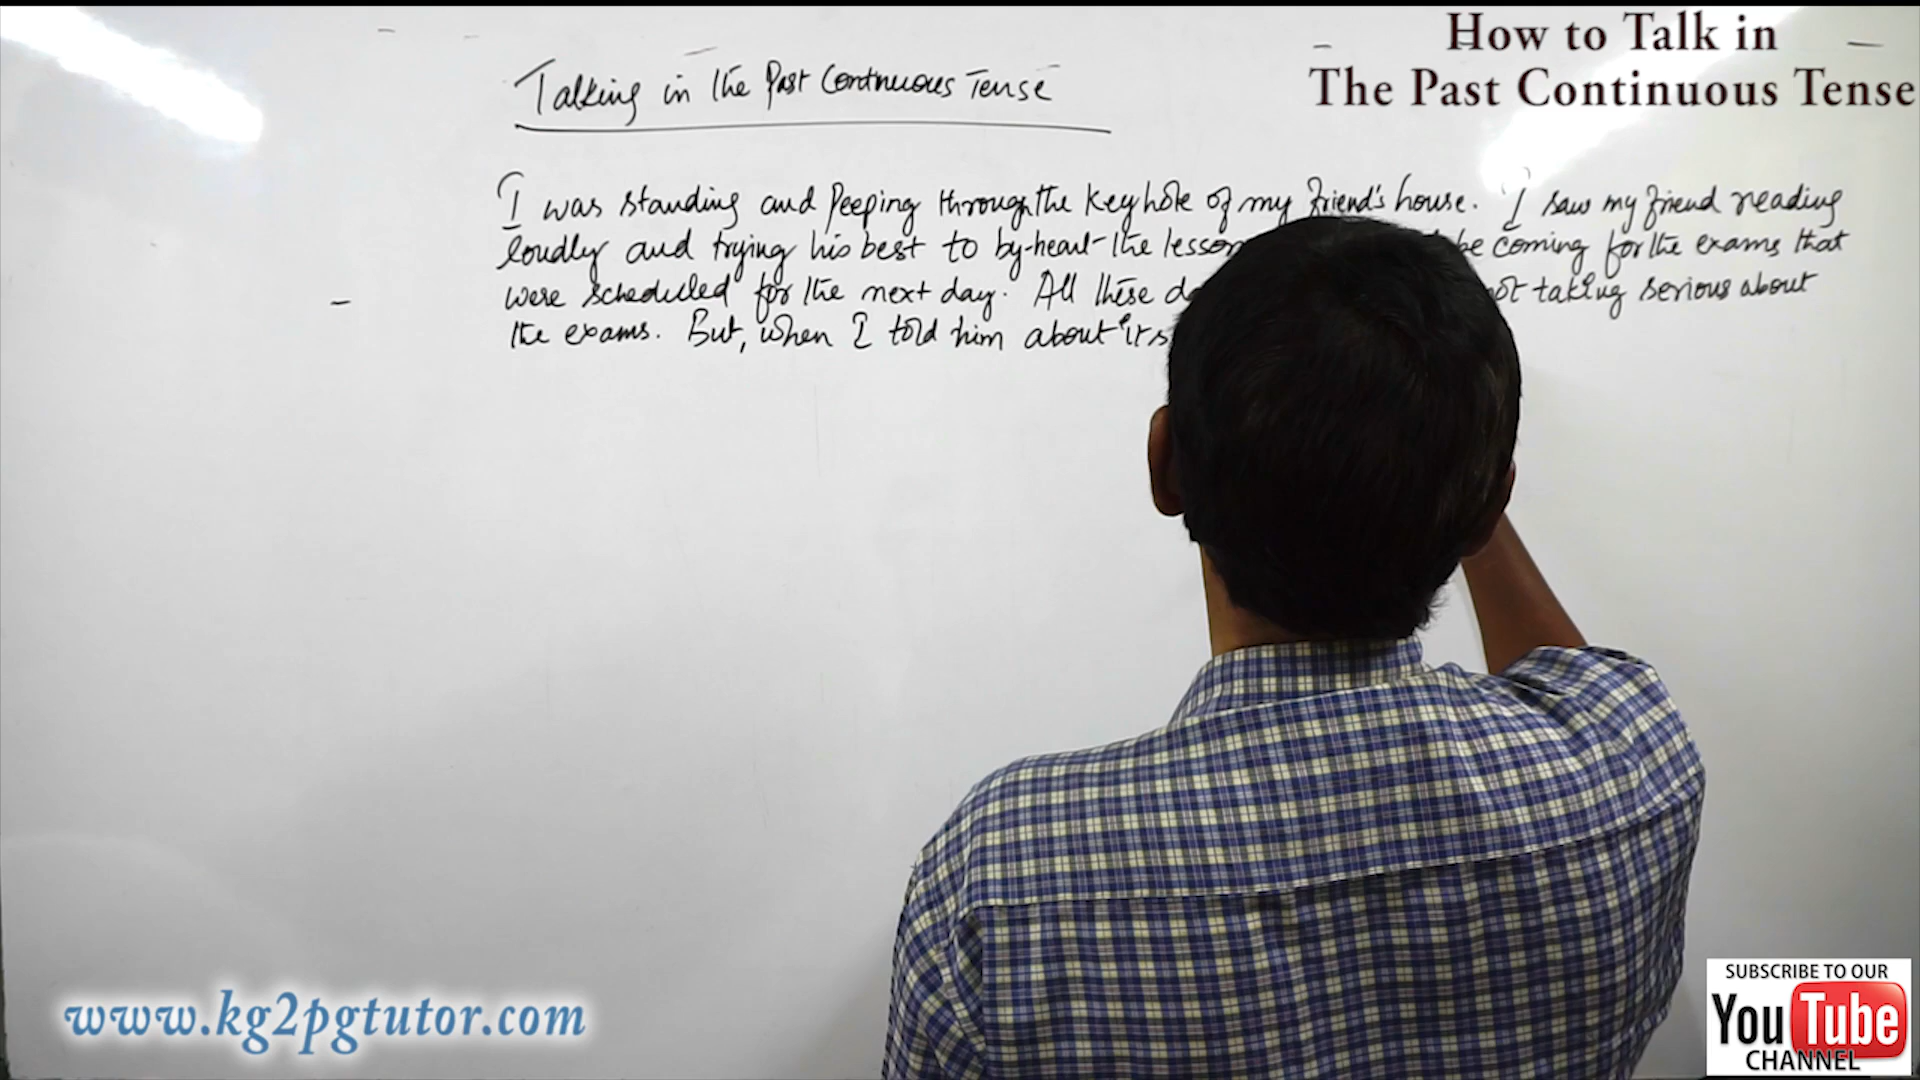 How to Talk in
The Past Continuous Tense
Talking in the Past Continuous Tense
I was standing and peeping through the keyhole of my friend's house. I saw my friend reading
loudly and trying his best to by-heart the lesson be coming for the exams that
were scheduled for the next day. All these not taking serious about
the exams. But, when I told him about its
www.kg2pgtutor.com
SUBSCRIBE TO OUR
YouTube
CHANNEL